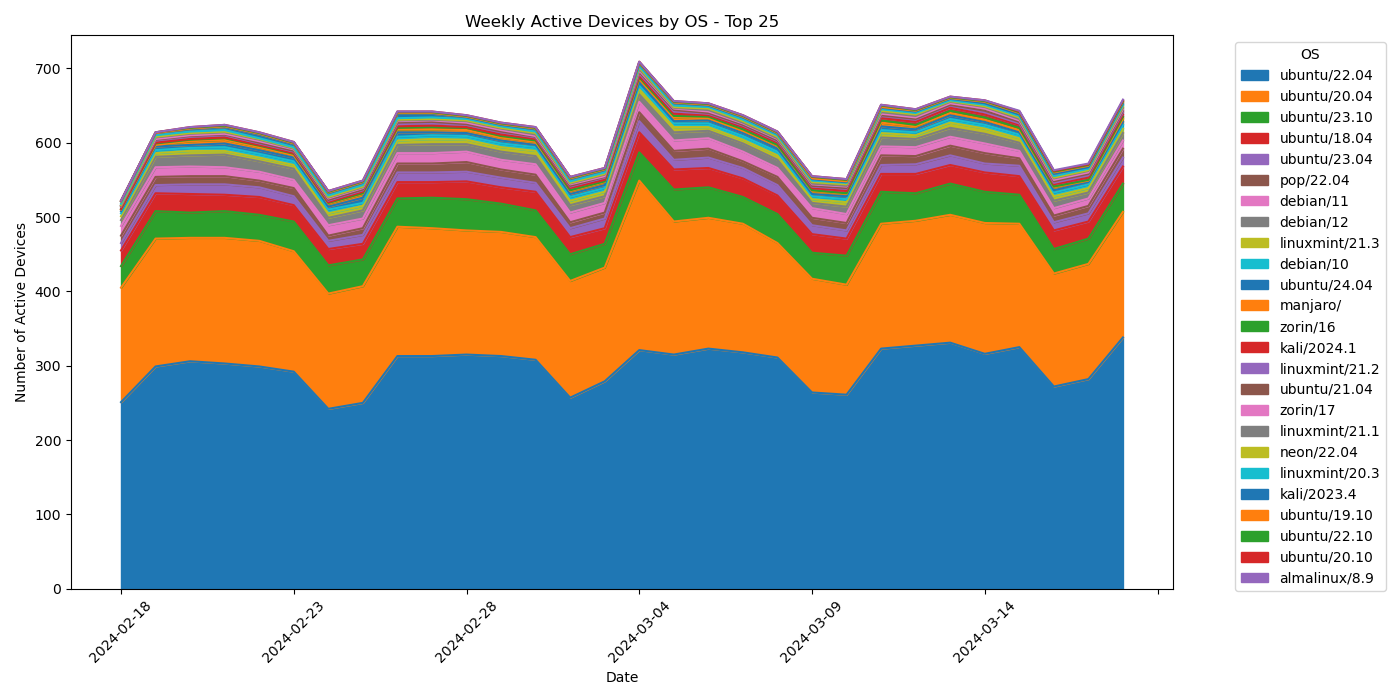 Weekly Active Devices by OS - Top 25
Number of Active Devices
700
600
500
400
300
200
100
0
2024-02-18
2024-02-23
2024-02-28
2024-03-04
2024-03-09
2024-03-14
Date
OS
ubuntu/22.04
ubuntu/20.04
ubuntu/23.10
ubuntu/18.04
ubuntu/23.04
pop/22.04
debian/11
debian/12
linuxmint/21.3
debian/10
ubuntu/24.04
manjaro/
zorin/16
kali/2024.1
linuxmint/21.2
ubuntu/21.04
zorin/17
linuxmint/21.1
neon/22.04
linuxmint/20.3
kali/2023.4
ubuntu/19.10
ubuntu/22.10
ubuntu/20.10
almalinux/8.9